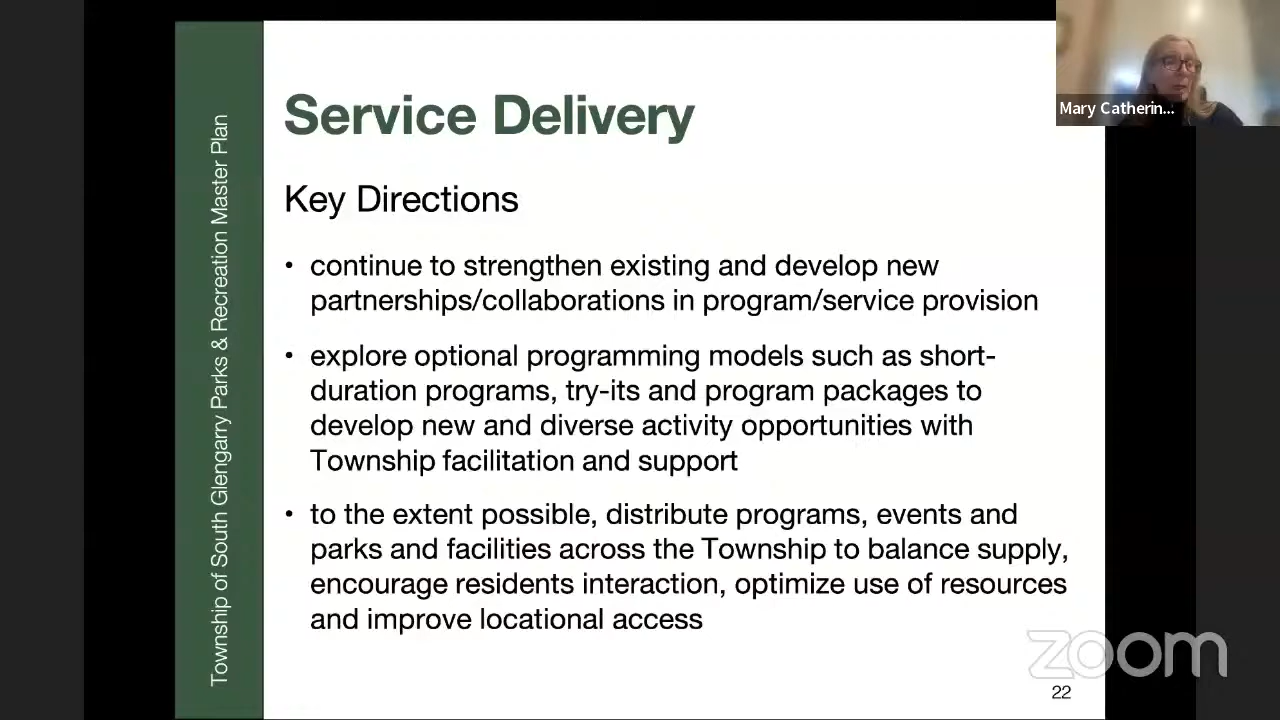 Township of South Glengarry Parks & Recreation Master Plan
Service Delivery
Key Directions
• continue to strengthen existing and develop new
partnerships/collaborations in program/service provision
• explore optional programming models such as short-
duration programs, try-its and program packages to
develop new and diverse activity opportunities with
Township facilitation and support
• to the extent possible, distribute programs, events and
parks and facilities across the Township to balance supply,
encourage residents interaction, optimize use of resources
and improve locational access
22
Mary Catherin...
zoom